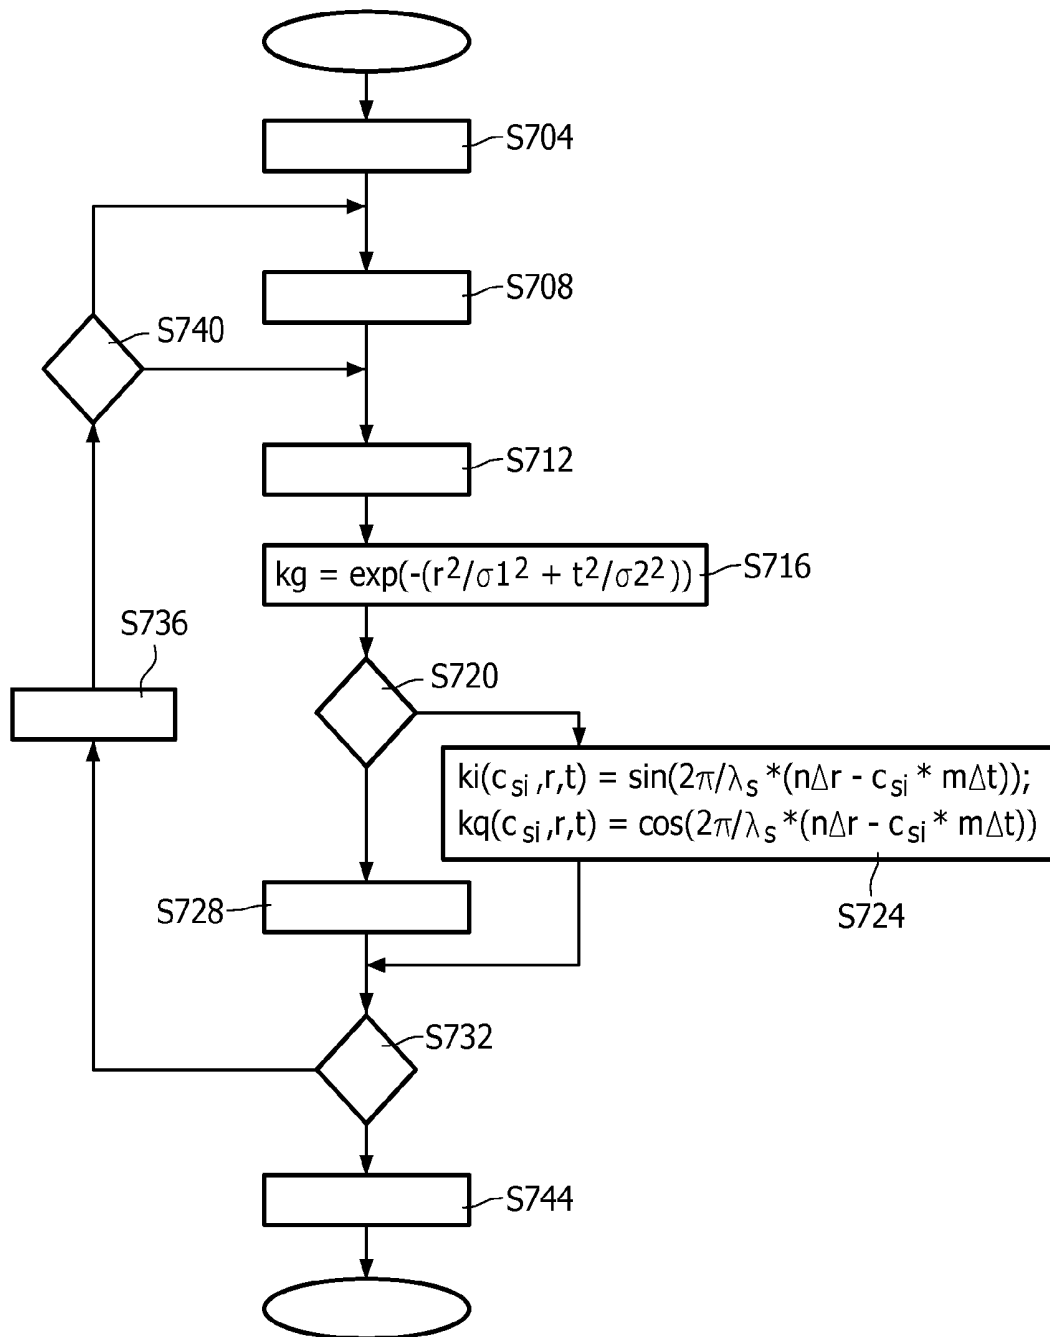 S704
S708
S740
S712
kg = exp(-(r²/σ1² + t²/σ2²))
S716
S736
S720
ki(c_si,r,t) = sin(2π/λ_s*(nΔr - c_si* mΔt));
kq(c_si,r,t) = cos(2π/λ_s*(nΔr - c_si* mΔt))
S728
S724
S732
S744